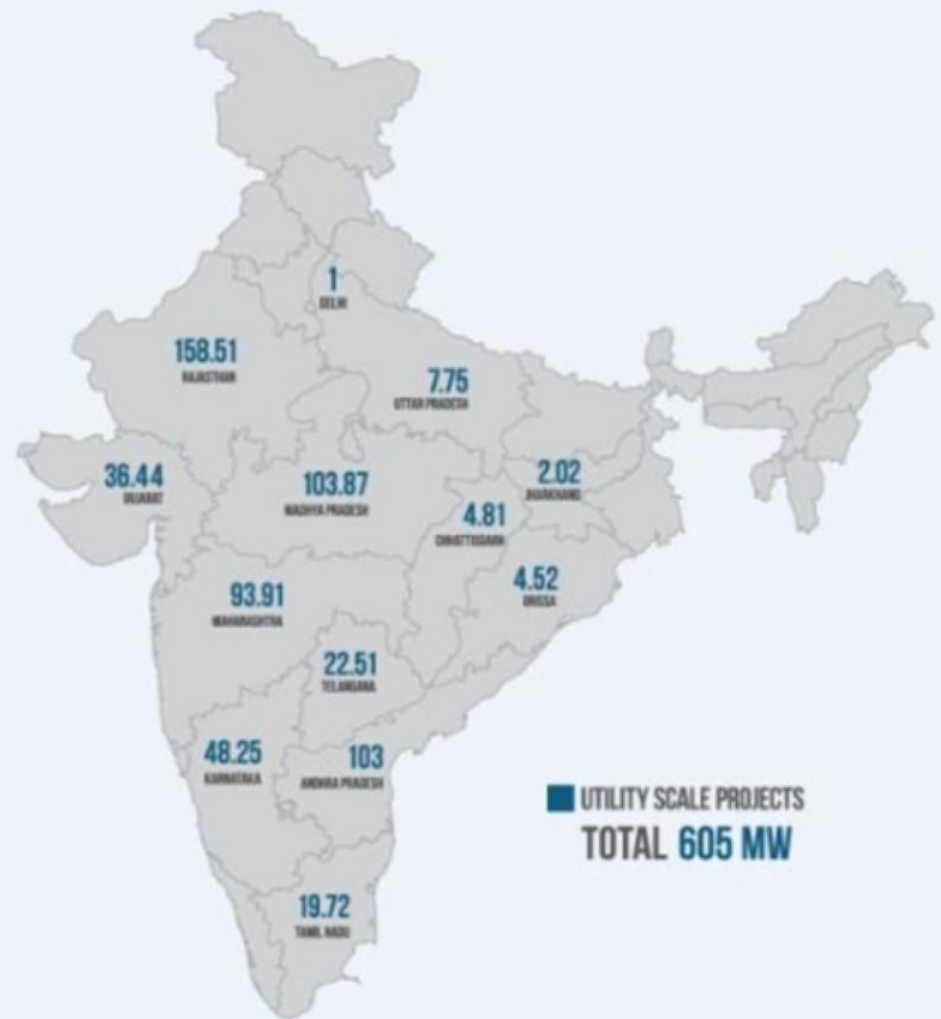 1
DELHI
158.51
RAJASTHAN
7.75
UTTAR PRADESH
36.44
GUJARAT
103.87
MADHYA PRADESH
2.02
JHARKHAND
4.81
CHHATTISGARH
4.52
ORISSA
93.91
MAHARASHTRA
22.51
TELANGANA
48.25
KARNATAKA
103
ANDHRA PRADESH
UTILITY SCALE PROJECTS
TOTAL 605 MW
19.72
TAMIL NADU